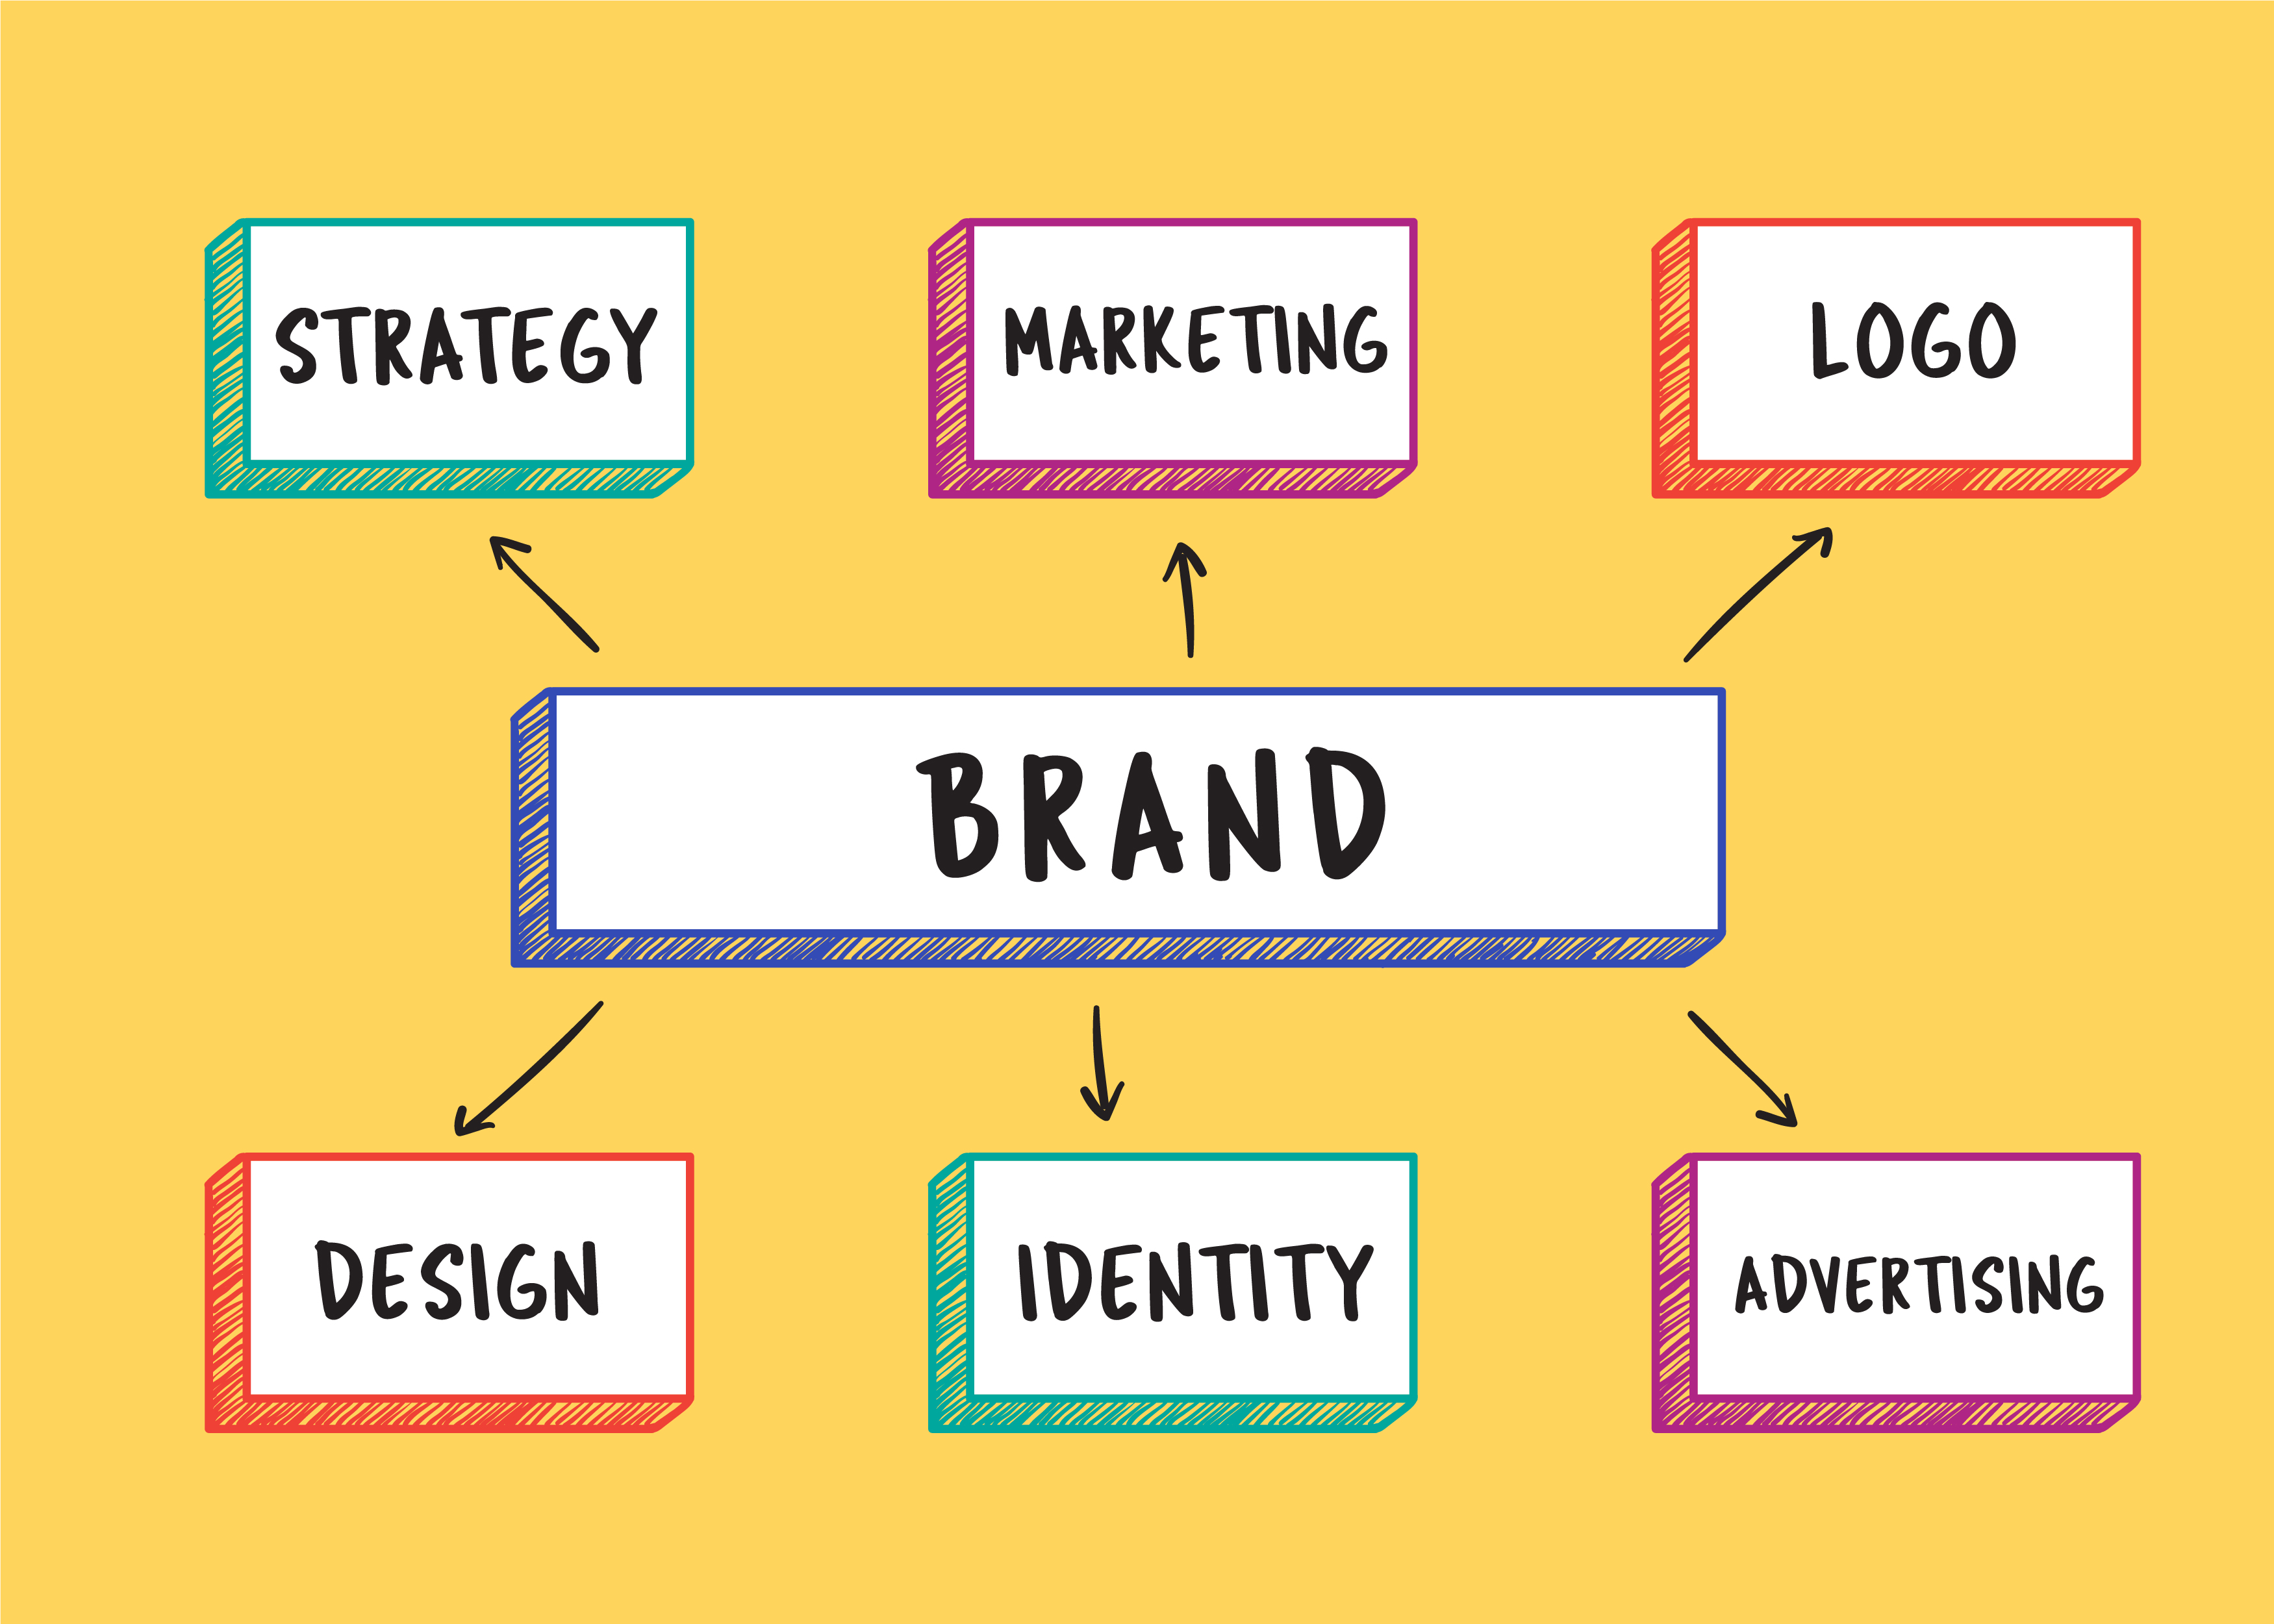 STRATEGY
MARKETING
LOGO
BRAND
DESIGN
IDENTITY
ADVERTISING